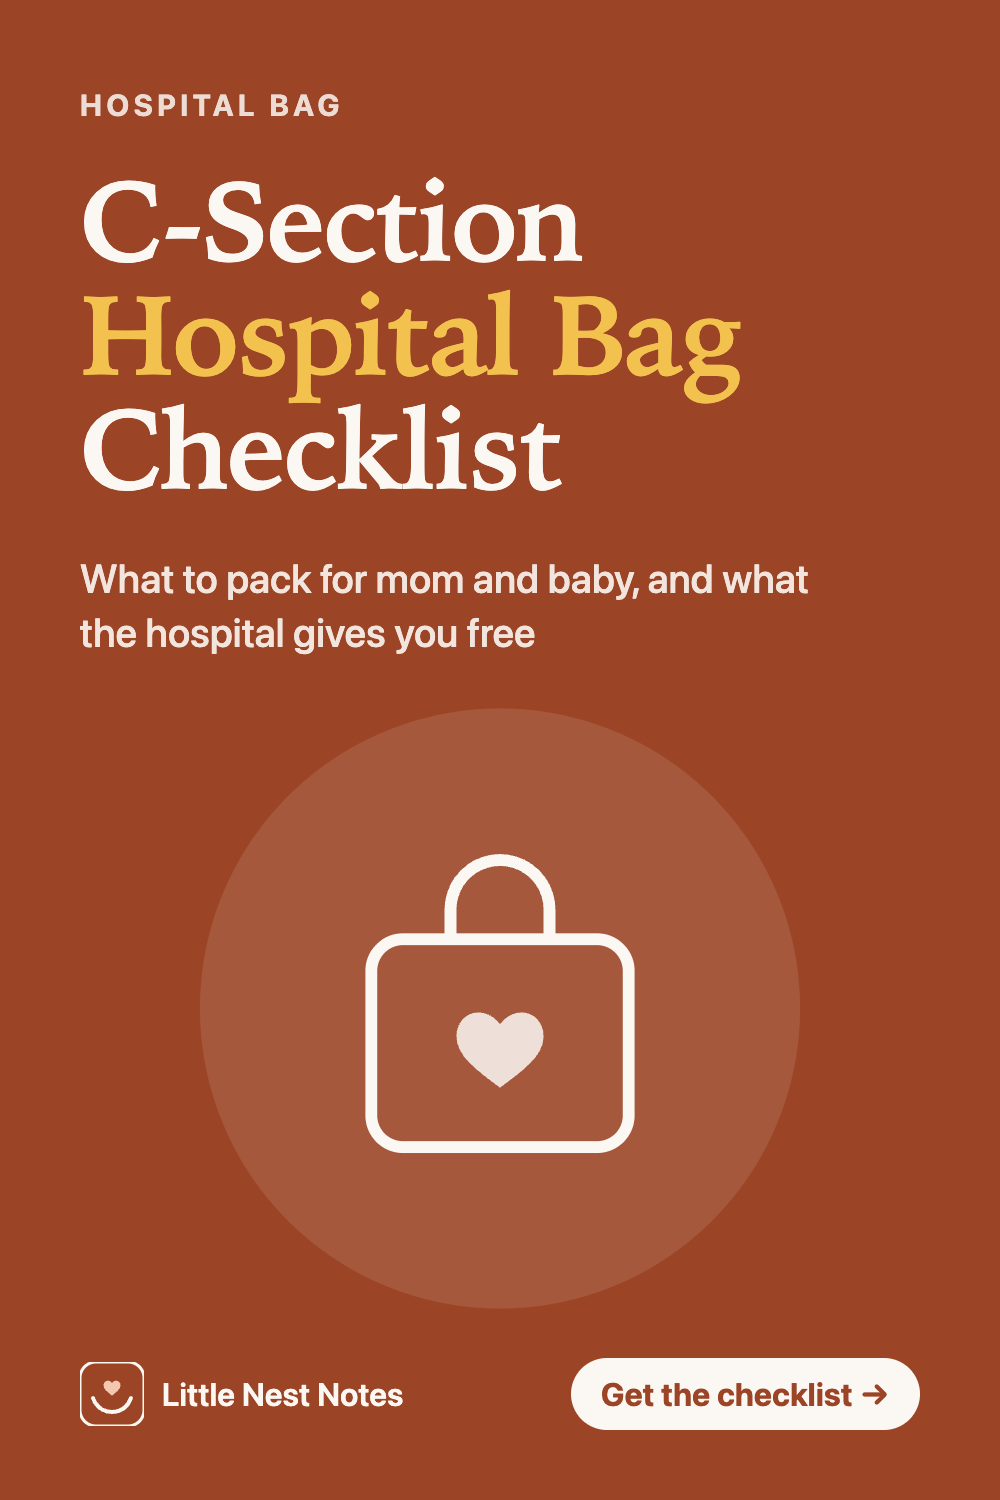 HOSPITAL BAG
C-Section
Hospital Bag
Checklist
What to pack for mom and baby, and what
the hospital gives you free
Little Nest Notes
Get the checklist →